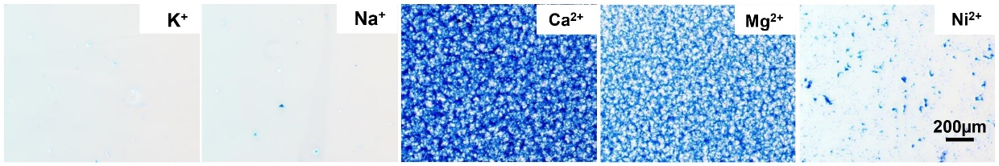 K⁺
Na⁺
Ca²⁺
Mg²⁺
Ni²⁺
200μm